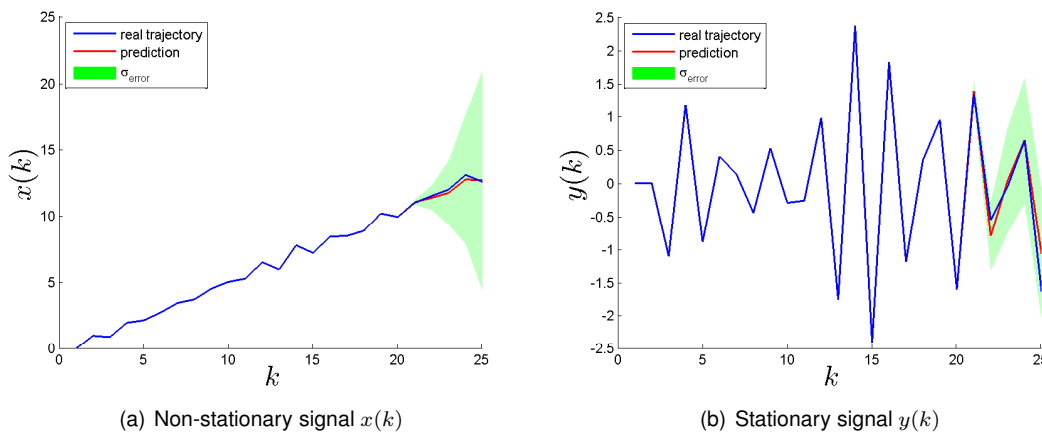 25
20
15
10
5
0
x(k)
real trajectory
prediction
σerror
0 5 10 15 20 25
k
(a) Non-stationary signal x(k)
2.5
2
1.5
1
0.5
0
-0.5
-1
-1.5
-2
-2.5
y(k)
real trajectory
prediction
σerror
0 5 10 15 20 25
k
(b) Stationary signal y(k)